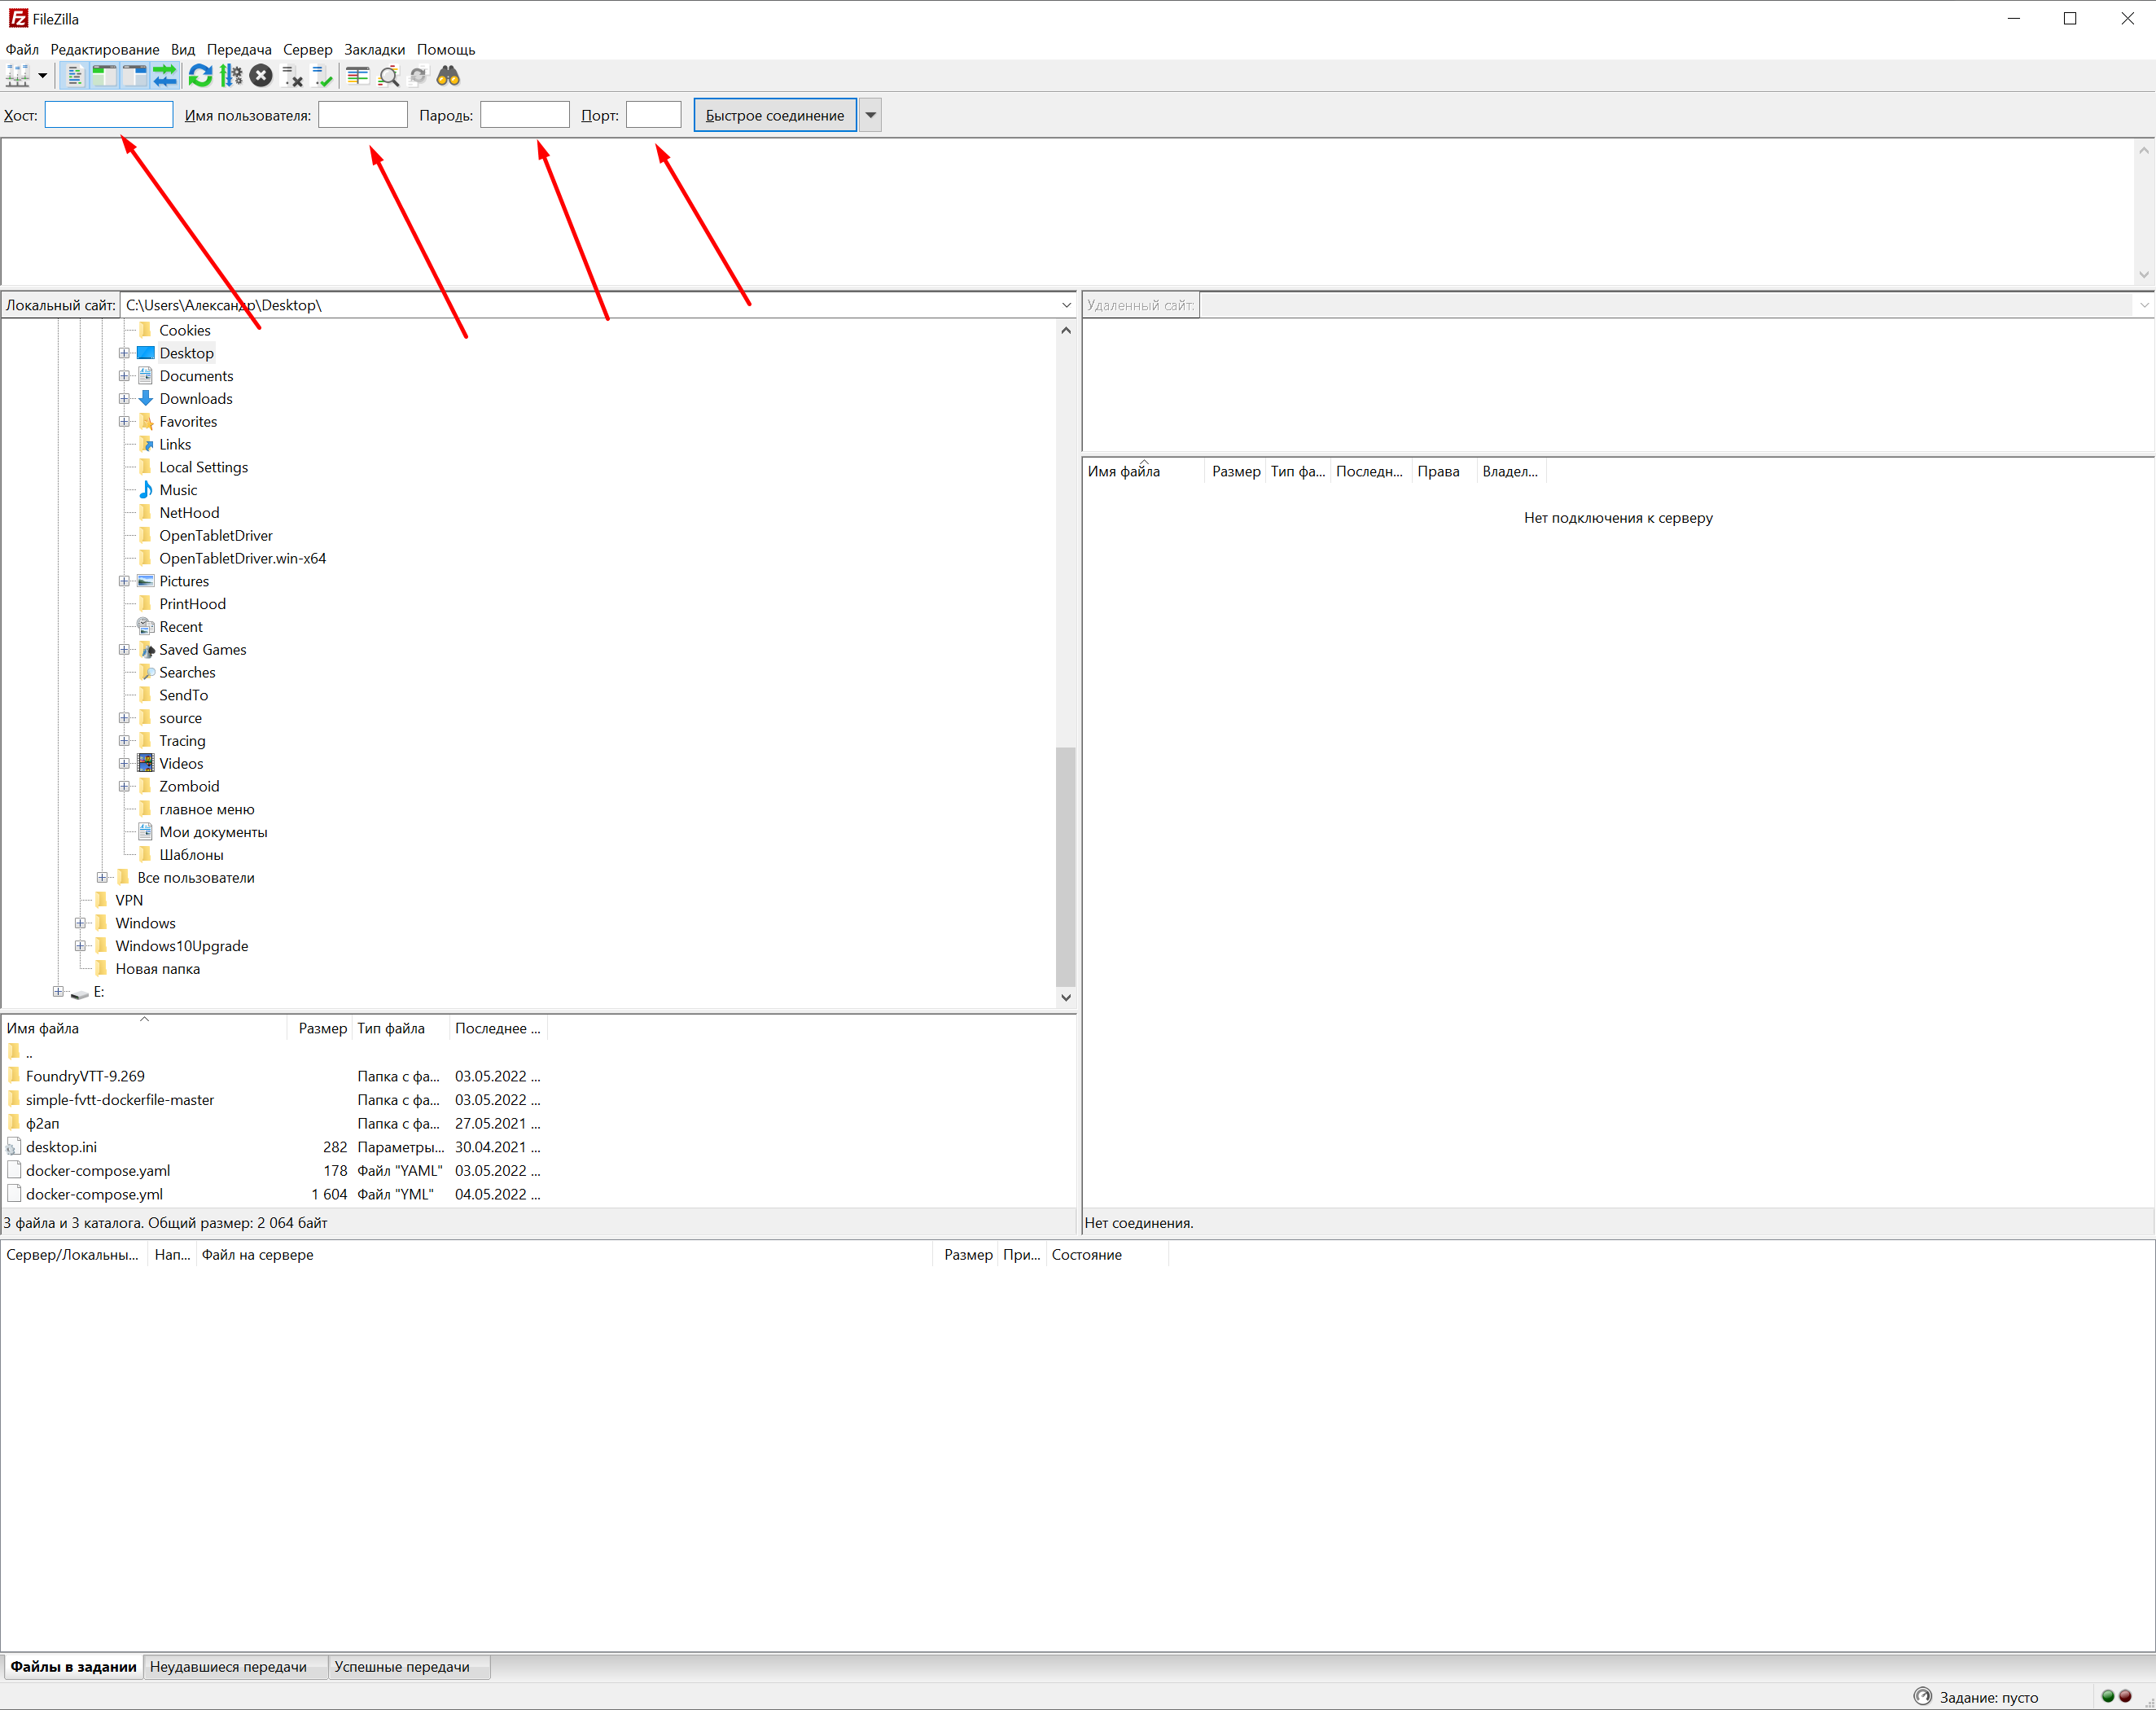 FileZilla
Файл Редактирование Вид Передача Сервер Закладки Помощь
Хост: Имя пользователя: Пароль: Порт: Быстрое соединение
Локальный сайт: C:\Users\Александр\Desktop\
Удаленный сайт:
Cookies
Desktop
Documents
Downloads
Favorites
Links
Local Settings
Music
NetHood
OpenTabletDriver
OpenTabletDriver.win-x64
Pictures
PrintHood
Recent
Saved Games
Searches
SendTo
source
Tracing
Videos
Zomboid
главное меню
Мои документы
Шаблоны
Все пользователи
VPN
Windows
Windows10Upgrade
Новая папка
E:
Имя файла Размер Тип файла Последнее ...
..
FoundryVTT-9.269 Папка с фа... 03.05.2022 ...
simple-fvtt-dockerfile-master Папка с фа... 03.05.2022 ...
ф2ап Папка с фа... 27.05.2021 ...
desktop.ini 282 Параметры... 30.04.2021 ...
docker-compose.yaml 178 Файл "YAML" 03.05.2022 ...
docker-compose.yml 1 604 Файл "YML" 04.05.2022 ...
3 файла и 3 каталога. Общий размер: 2 064 байт
Имя файла Размер Тип фа... Последн... Права Владел...
Нет подключения к серверу
Нет соединения.
Сервер/Локальны... Нап... Файл на сервере Размер При... Состояние
Файлы в задании Неудавшиеся передачи Успешные передачи
Задание: пусто